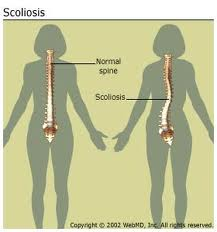 Scoliosis
Normal
spine
Scoliosis
Copyright © 2002 WebMD, Inc. All rights reserved